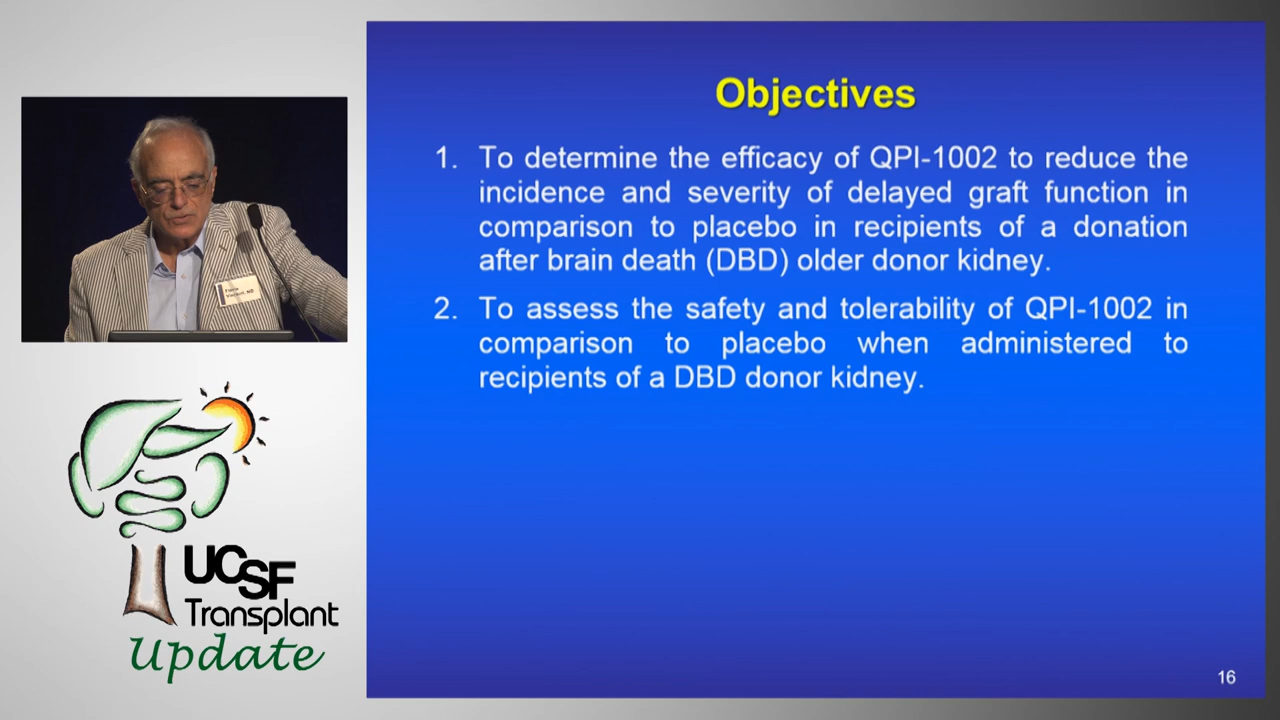 Objectives
1. To determine the efficacy of QPI-1002 to reduce the
incidence and severity of delayed graft function in
comparison to placebo in recipients of a donation
after brain death (DBD) older donor kidney.
2. To assess the safety and tolerability of QPI-1002 in
comparison to placebo when administered to
recipients of a DBD donor kidney.
16
UCSF
Transplant
Update